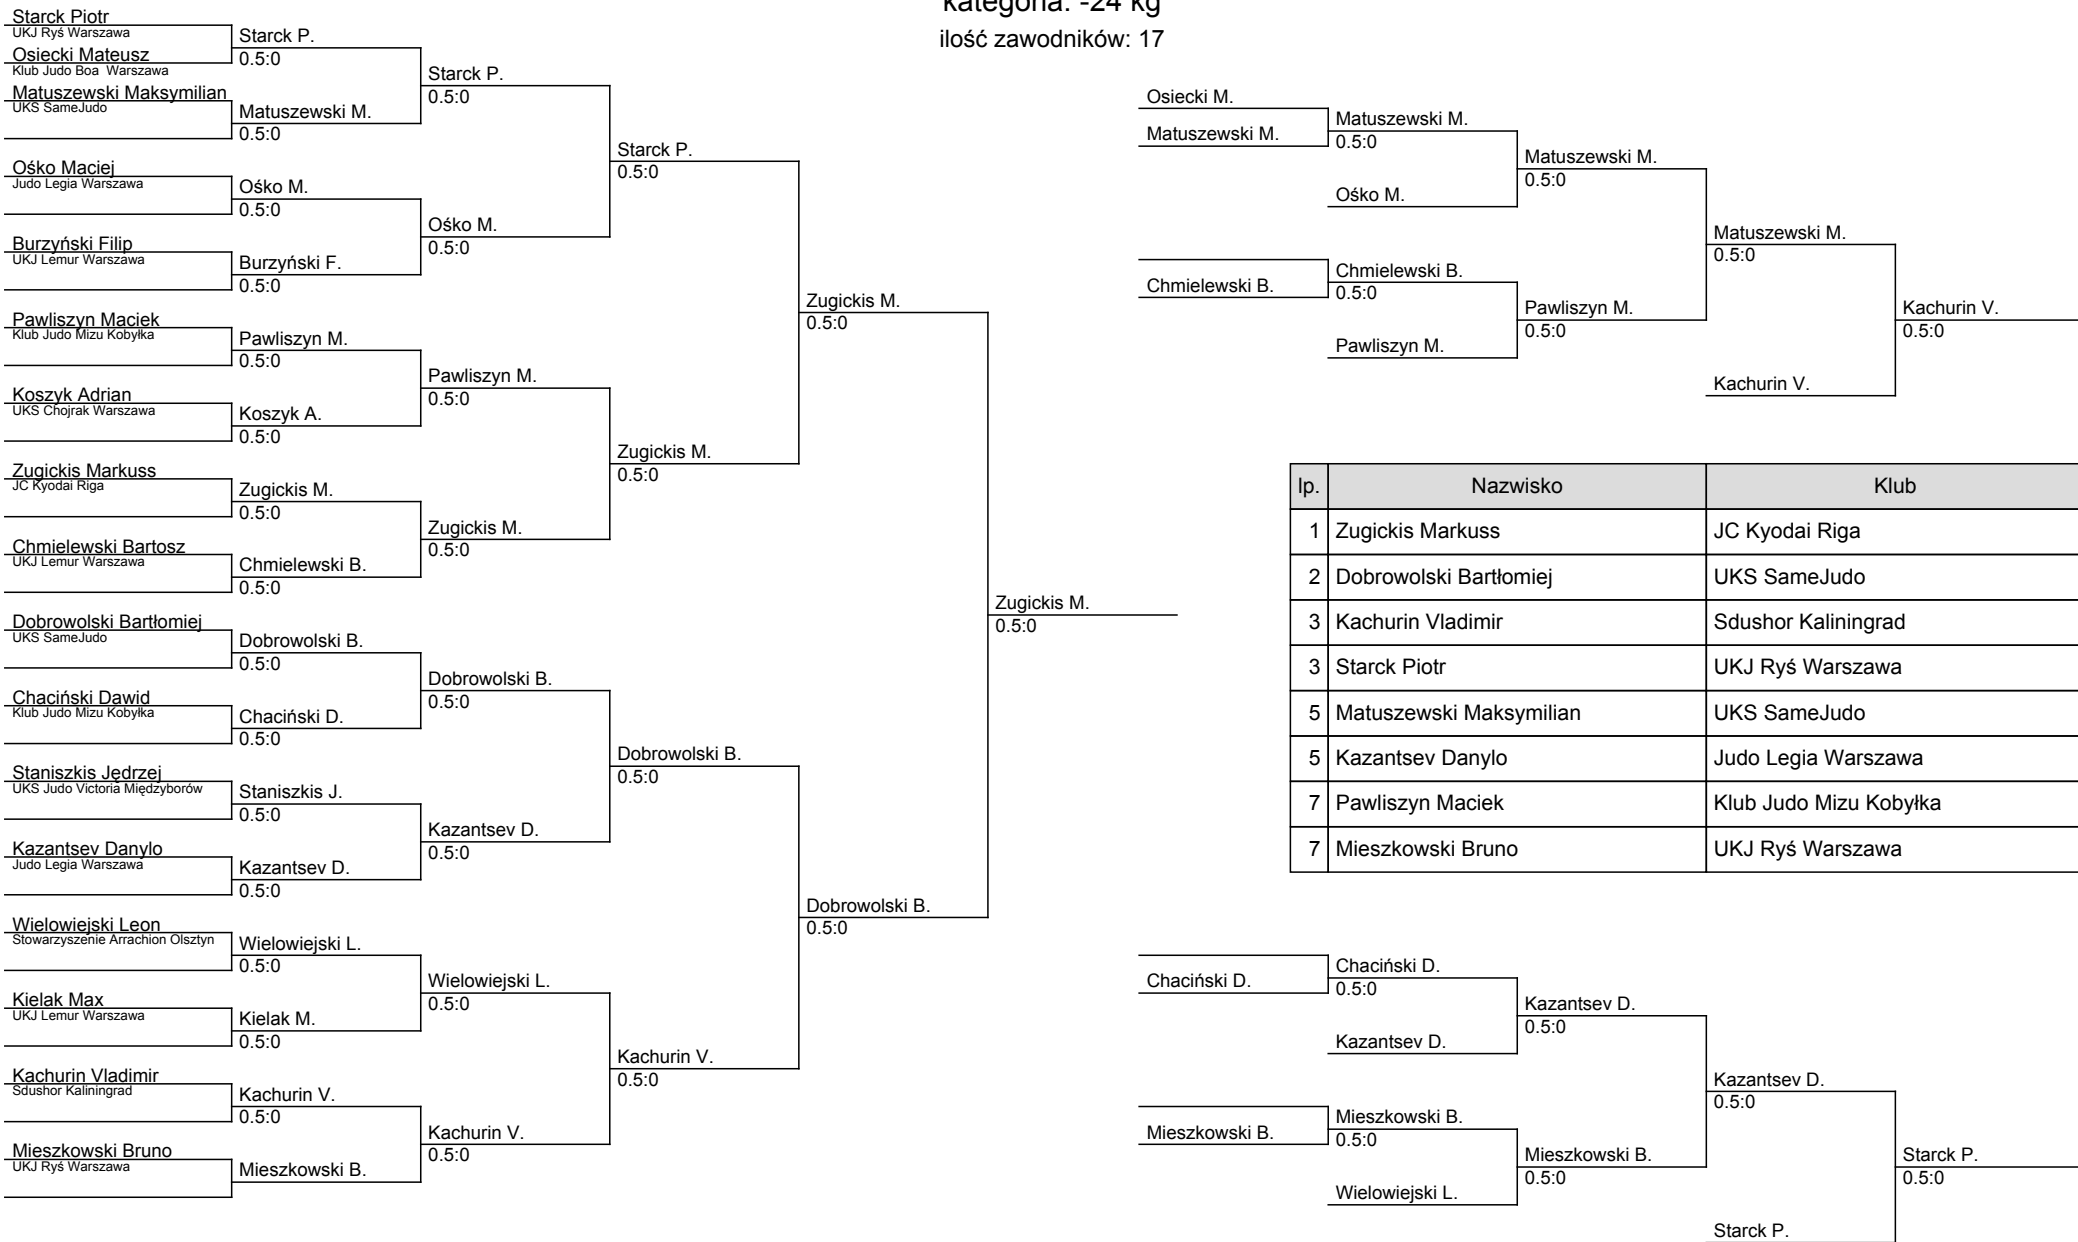 kategoria: -24 kg
ilość zawodników: 17
Starck Piotr
UKJ Ryś Warszawa
Osiecki Mateusz
Klub Judo Boa  Warszawa
Matuszewski Maksymilian
UKS SameJudo
Ośko Maciej
Judo Legia Warszawa
Burzyński Filip
UKJ Lemur Warszawa
Pawliszyn Maciek
Klub Judo Mizu Kobyłka
Koszyk Adrian
UKS Chojrak Warszawa
Zugickis Markuss
JC Kyodai Riga
Chmielewski Bartosz
UKJ Lemur Warszawa
Dobrowolski Bartłomiej
UKS SameJudo
Chaciński Dawid
Klub Judo Mizu Kobyłka
Staniszkis Jędrzej
UKS Judo Victoria Międzyborów
Kazantsev Danylo
Judo Legia Warszawa
Wielowiejski Leon
Stowarzyszenie Arrachion Olsztyn
Kielak Max
UKJ Lemur Warszawa
Kachurin Vladimir
Sdushor Kaliningrad
Mieszkowski Bruno
UKJ Ryś Warszawa
Starck P.
0.5:0
Matuszewski M.
0.5:0
Ośko M.
0.5:0
Burzyński F.
0.5:0
Pawliszyn M.
0.5:0
Koszyk A.
0.5:0
Zugickis M.
0.5:0
Chmielewski B.
0.5:0
Dobrowolski B.
0.5:0
Chaciński D.
0.5:0
Staniszkis J.
0.5:0
Kazantsev D.
0.5:0
Wielowiejski L.
0.5:0
Kielak M.
0.5:0
Kachurin V.
0.5:0
Mieszkowski B.
Starck P.
0.5:0
Ośko M.
0.5:0
Pawliszyn M.
0.5:0
Zugickis M.
0.5:0
Dobrowolski B.
0.5:0
Kazantsev D.
0.5:0
Wielowiejski L.
0.5:0
Kachurin V.
0.5:0
Starck P.
0.5:0
Zugickis M.
0.5:0
Dobrowolski B.
0.5:0
Kachurin V.
0.5:0
Zugickis M.
0.5:0
Dobrowolski B.
0.5:0
Zugickis M.
0.5:0
Osiecki M.
Matuszewski M.
Chmielewski B.
Matuszewski M.
0.5:0
Ośko M.
Chmielewski B.
0.5:0
Pawliszyn M.
Matuszewski M.
0.5:0
Pawliszyn M.
0.5:0
Matuszewski M.
0.5:0
Kachurin V.
Kachurin V.
0.5:0
lp. Nazwisko Klub
1 Zugickis Markuss JC Kyodai Riga
2 Dobrowolski Bartłomiej UKS SameJudo
3 Kachurin Vladimir Sdushor Kaliningrad
3 Starck Piotr UKJ Ryś Warszawa
5 Matuszewski Maksymilian UKS SameJudo
5 Kazantsev Danylo Judo Legia Warszawa
7 Pawliszyn Maciek Klub Judo Mizu Kobyłka
7 Mieszkowski Bruno UKJ Ryś Warszawa
Chaciński D.
Mieszkowski B.
Chaciński D.
0.5:0
Kazantsev D.
Mieszkowski B.
0.5:0
Wielowiejski L.
Kazantsev D.
0.5:0
Mieszkowski B.
0.5:0
Kazantsev D.
0.5:0
Starck P.
Starck P.
0.5:0